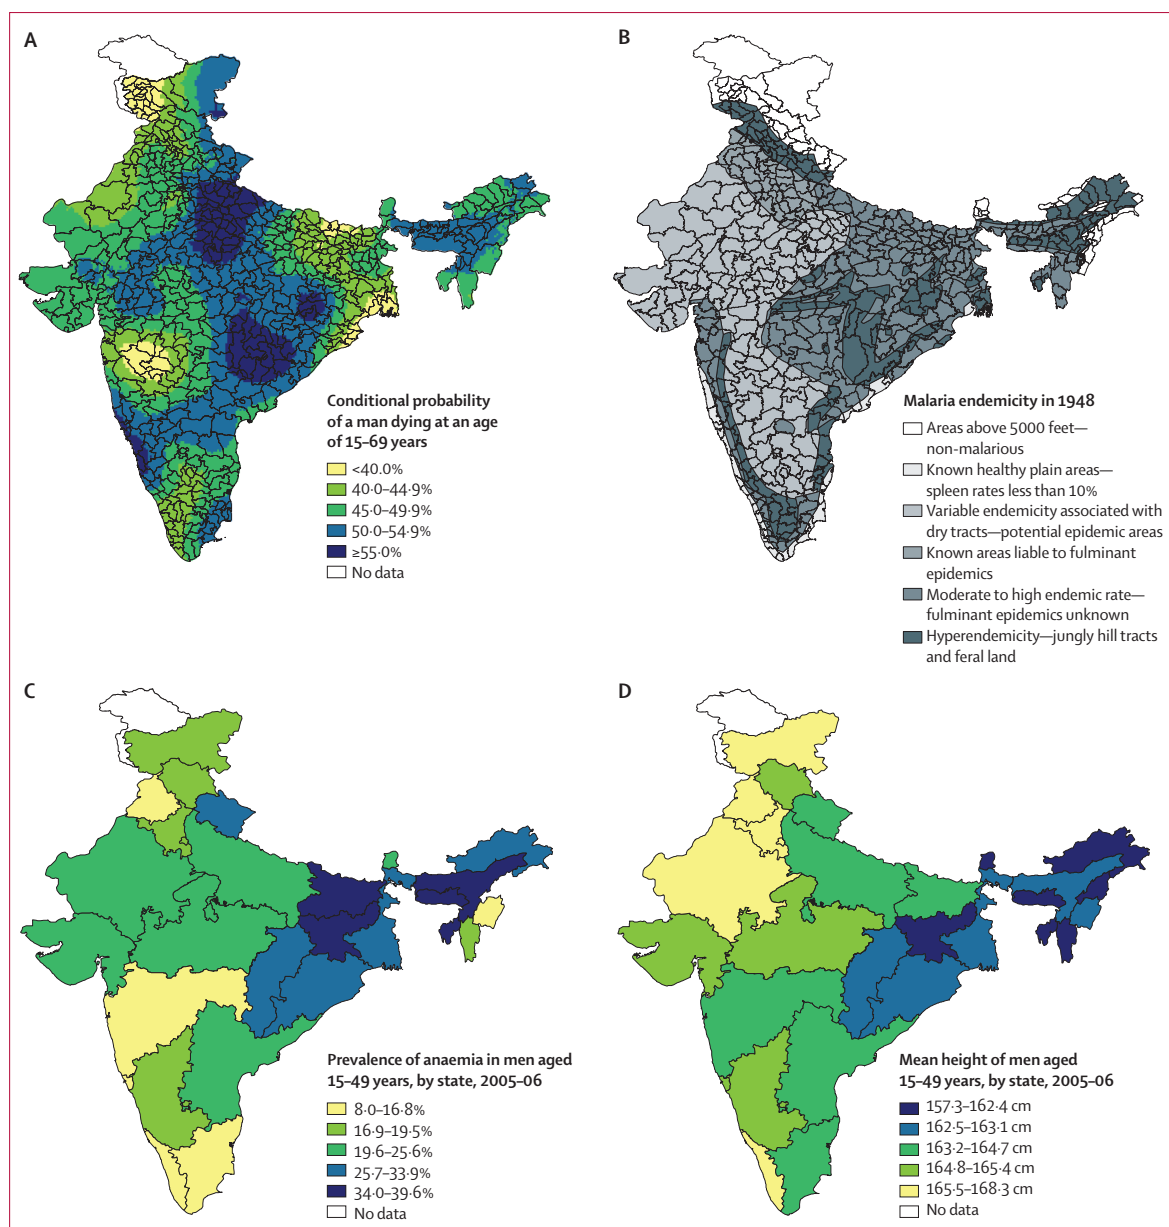 A
B
Conditional probability
of a man dying at an age
of 15–69 years
<40·0%
40·0–44·9%
45·0–49·9%
50·0–54·9%
≥55·0%
No data
Malaria endemicity in 1948
Areas above 5000 feet—
non-malarious
Known healthy plain areas—
spleen rates less than 10%
Variable endemicity associated with
dry tracts—potential epidemic areas
Known areas liable to fulminant
epidemics
Moderate to high endemic rate—
fulminant epidemics unknown
Hyperendemicity—jungly hill tracts
and feral land
C
D
Prevalence of anaemia in men aged
15–49 years, by state, 2005–06
8·0–16·8%
16·9–19·5%
19·6–25·6%
25·7–33·9%
34·0–39·6%
No data
Mean height of men aged
15–49 years, by state, 2005–06
157·3–162·4 cm
162·5–163·1 cm
163·2–164·7 cm
164·8–165·4 cm
165·5–168·3 cm
No data